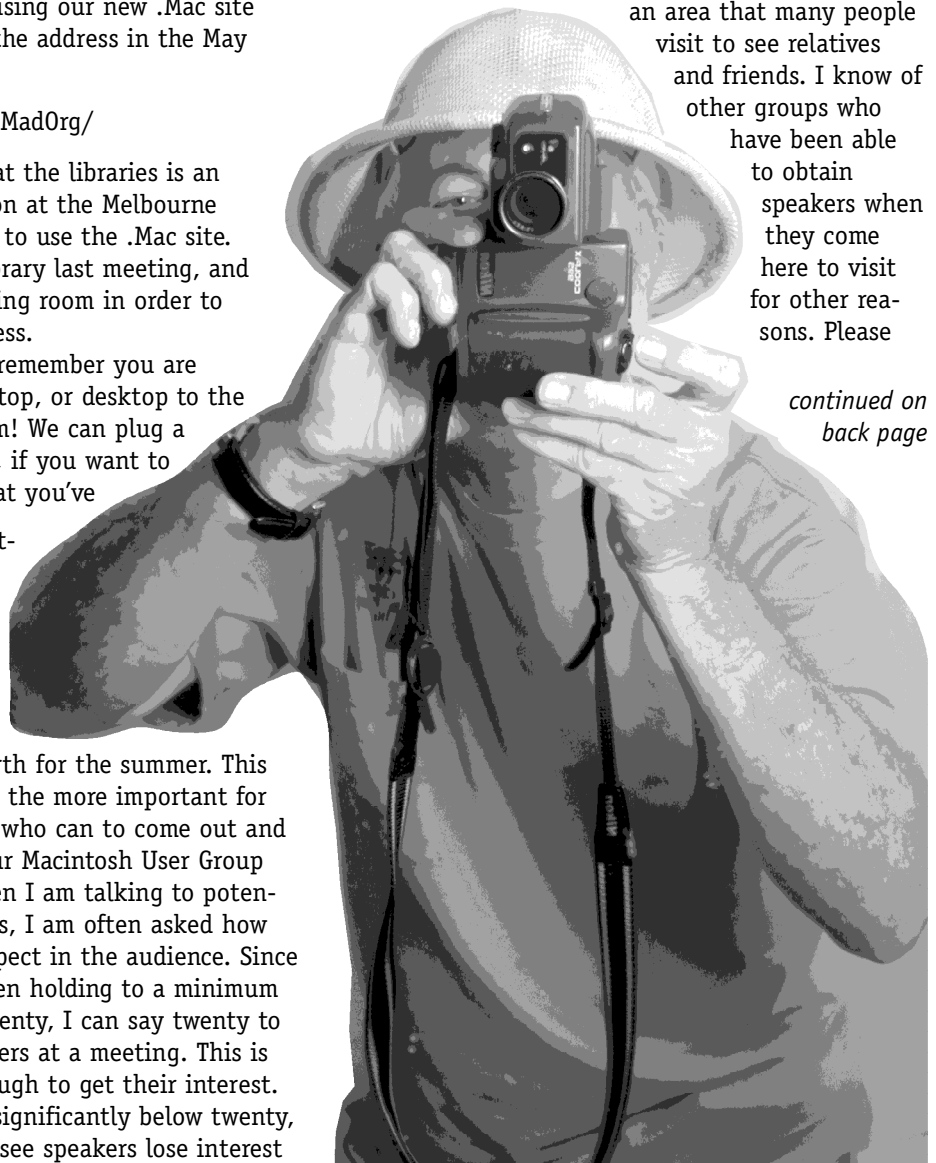 ising our new .Mac site
the address in the May
MadOrg/
at the libraries is an
on at the Melbourne
to use the .Mac site.
rary last meeting, and
ing room in order to
ess.
remember you are
top, or desktop to the
n! We can plug a
if you want to
at you've
t-
rth for the summer. This
the more important for
who can to come out and
ur Macintosh User Group
en I am talking to poten-
s, I am often asked how
pect in the audience. Since
en holding to a minimum
enty, I can say twenty to
ers at a meeting. This is
ugh to get their interest.
significantly below twenty,
see speakers lose interest
an area that many people
visit to see relatives
and friends. I know of
other groups who
have been able
to obtain
speakers when
they come
here to visit
for other rea-
sons. Please
continued on
back page
Nikon
COOLPIX
Nikon